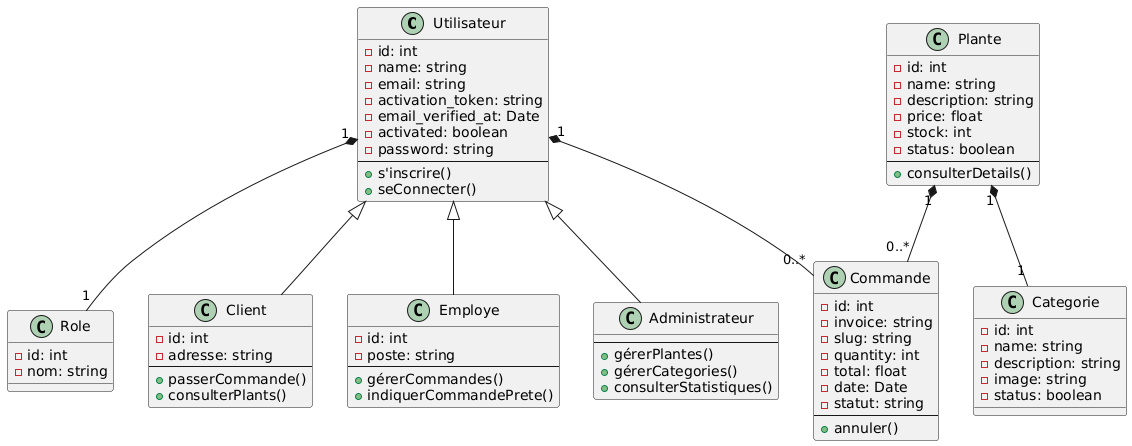 C Utilisateur
id: int
name: string
email: string
activation_token: string
email_verified_at: Date
activated: boolean
password: string
s'inscrire()
seConnecter()
C Plante
id: int
name: string
description: string
price: float
stock: int
status: boolean
consulterDetails()
1
1
1
1
1
0..*
0..*
1
C Role
id: int
nom: string
C Client
id: int
adresse: string
passerCommande()
consulterPlants()
C Employe
id: int
poste: string
gérerCommandes()
indiquerCommandePrete()
C Administrateur
gérerPlantes()
gérerCategories()
consulterStatistiques()
C Commande
id: int
invoice: string
slug: string
quantity: int
total: float
date: Date
statut: string
annuler()
C Categorie
id: int
name: string
description: string
image: string
status: boolean